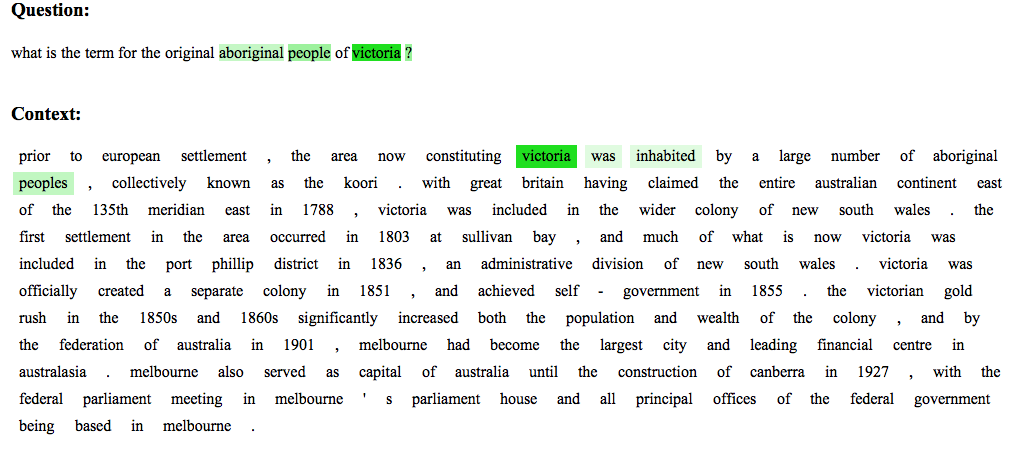 Question:
what is the term for the original aboriginal people of victoria ?
Context:
prior to european settlement , the area now constituting victoria was inhabited by a large number of aboriginal
peoples , collectively known as the koori . with great britain having claimed the entire australian continent east
of the 135th meridian east in 1788 , victoria was included in the wider colony of new south wales . the
first settlement in the area occurred in 1803 at sullivan bay , and much of what is now victoria was
included in the port phillip district in 1836 , an administrative division of new south wales . victoria was
officially created a separate colony in 1851 , and achieved self - government in 1855 . the victorian gold
rush in the 1850s and 1860s significantly increased both the population and wealth of the colony , and by
the federation of australia in 1901 , melbourne had become the largest city and leading financial centre in
australasia . melbourne also served as capital of australia until the construction of canberra in 1927 , with the
federal parliament meeting in melbourne ' s parliament house and all principal offices of the federal government
being based in melbourne .